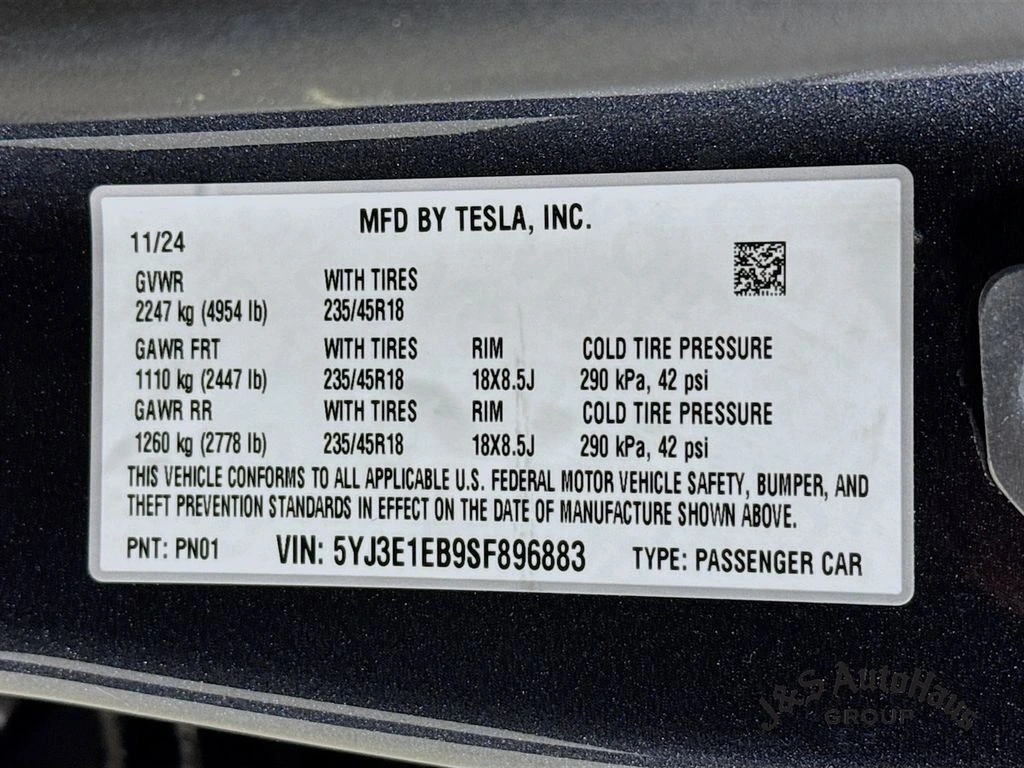 MFD BY TESLA, INC.
11/24
GVWR WITH TIRES
2247 kg (4954 lb) 235/45R18
GAWR FRT WITH TIRES RIM COLD TIRE PRESSURE
1110 kg (2447 lb) 235/45R18 18X8.5J 290 kPa, 42 psi
GAWR RR WITH TIRES RIM COLD TIRE PRESSURE
1260 kg (2778 lb) 235/45R18 18X8.5J 290 kPa, 42 psi
THIS VEHICLE CONFORMS TO ALL APPLICABLE U.S. FEDERAL MOTOR VEHICLE SAFETY, BUMPER, AND
THEFT PREVENTION STANDARDS IN EFFECT ON THE DATE OF MANUFACTURE SHOWN ABOVE.
PNT: PN01 VIN: 5YJ3E1EB9SF896883 TYPE: PASSENGER CAR
J&S AutoHaus
GROUP